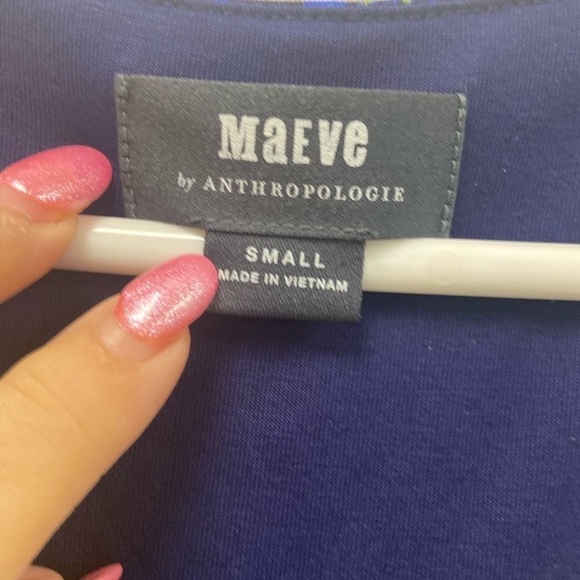 MaEVe
by ANTHROPOLOGIE
SMALL
MADE IN VIETNAM